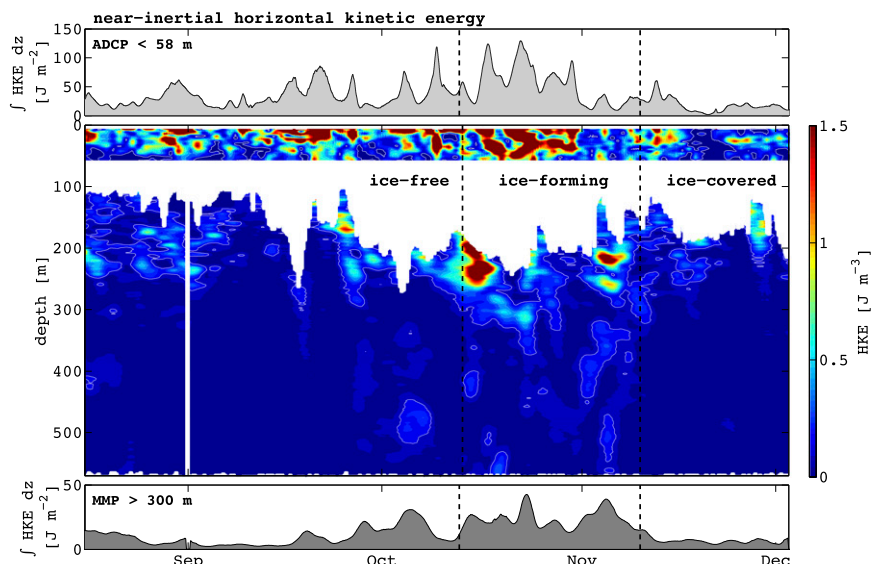 near-inertial horizontal kinetic energy
∫ HKE dz
[J m⁻²]
150
100
50
0
ADCP < 58 m
0
100
200
300
400
500
depth [m]
ice-free
ice-forming
ice-covered
1.5
1
0.5
0
HKE [J m⁻³]
∫ HKE dz
[J m⁻²]
50
0
MMP > 300 m
Sep
Oct
Nov
Dec